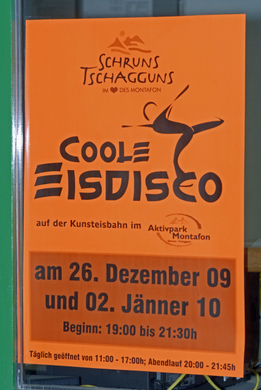 SCHRUNS
TSCHAGGUNS
IM ❤ DES MONTAFON
COOLE
EISDISCO
auf der Kunsteisbahn im
Aktivpark
Montafon
am 26. Dezember 09
und 02. Jänner 10
Beginn: 19:00 bis 21:30h
Täglich geöffnet von 11:00 - 17:00h; Abendlauf 20:00 - 21:45h